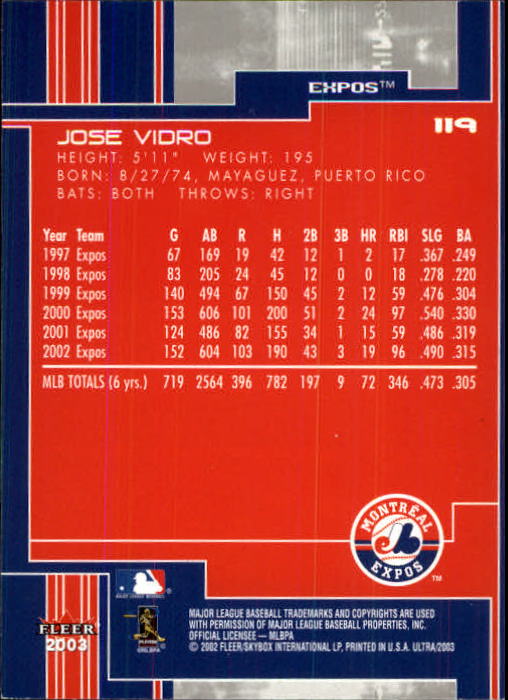 EXPOS™
119
JOSE VIDRO
HEIGHT: 5'11" WEIGHT: 195
BORN: 8/27/74, MAYAGUEZ, PUERTO RICO
BATS: BOTH THROWS: RIGHT
Year Team G AB R H 2B 3B HR RBI SLG BA
1997 Expos 67 169 19 42 12 1 2 17 .367 .249
1998 Expos 83 205 24 45 12 0 0 18 .278 .220
1999 Expos 140 494 67 150 45 2 12 59 .476 .304
2000 Expos 153 606 101 200 51 2 24 97 .540 .330
2001 Expos 124 486 82 155 34 1 15 59 .486 .319
2002 Expos 152 604 103 190 43 3 19 96 .490 .315
MLB TOTALS (6 yrs.) 719 2564 396 782 197 9 72 346 .473 .305
MONTRÉAL
EXPOS
™
MAJOR LEAGUE BASEBALL
PLAYERS
MLBPA
FLEER
2003
MAJOR LEAGUE BASEBALL TRADEMARKS AND COPYRIGHTS ARE USED
WITH PERMISSION OF MAJOR LEAGUE BASEBALL PROPERTIES, INC.
OFFICIAL LICENSEE — MLBPA
© 2002 FLEER/SKYBOX INTERNATIONAL LP, PRINTED IN U.S.A. ULTRA/2003